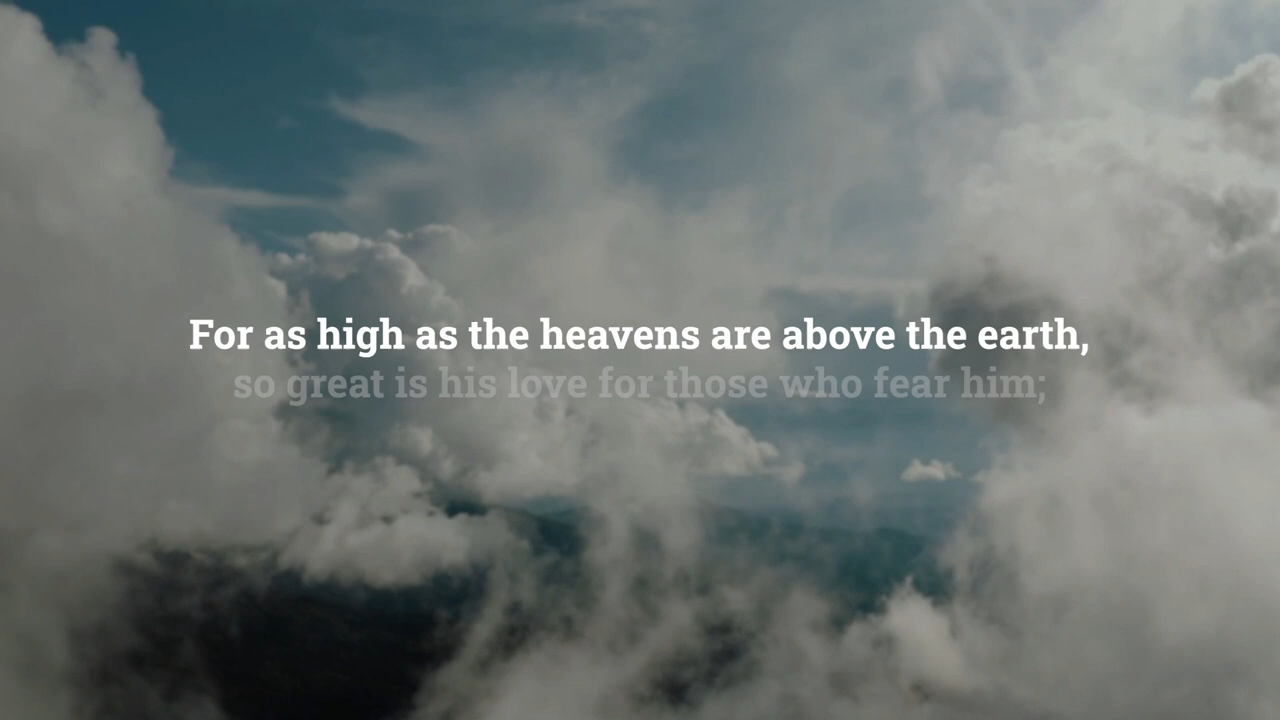 For as high as the heavens are above the earth,
so great is his love for those who fear him;